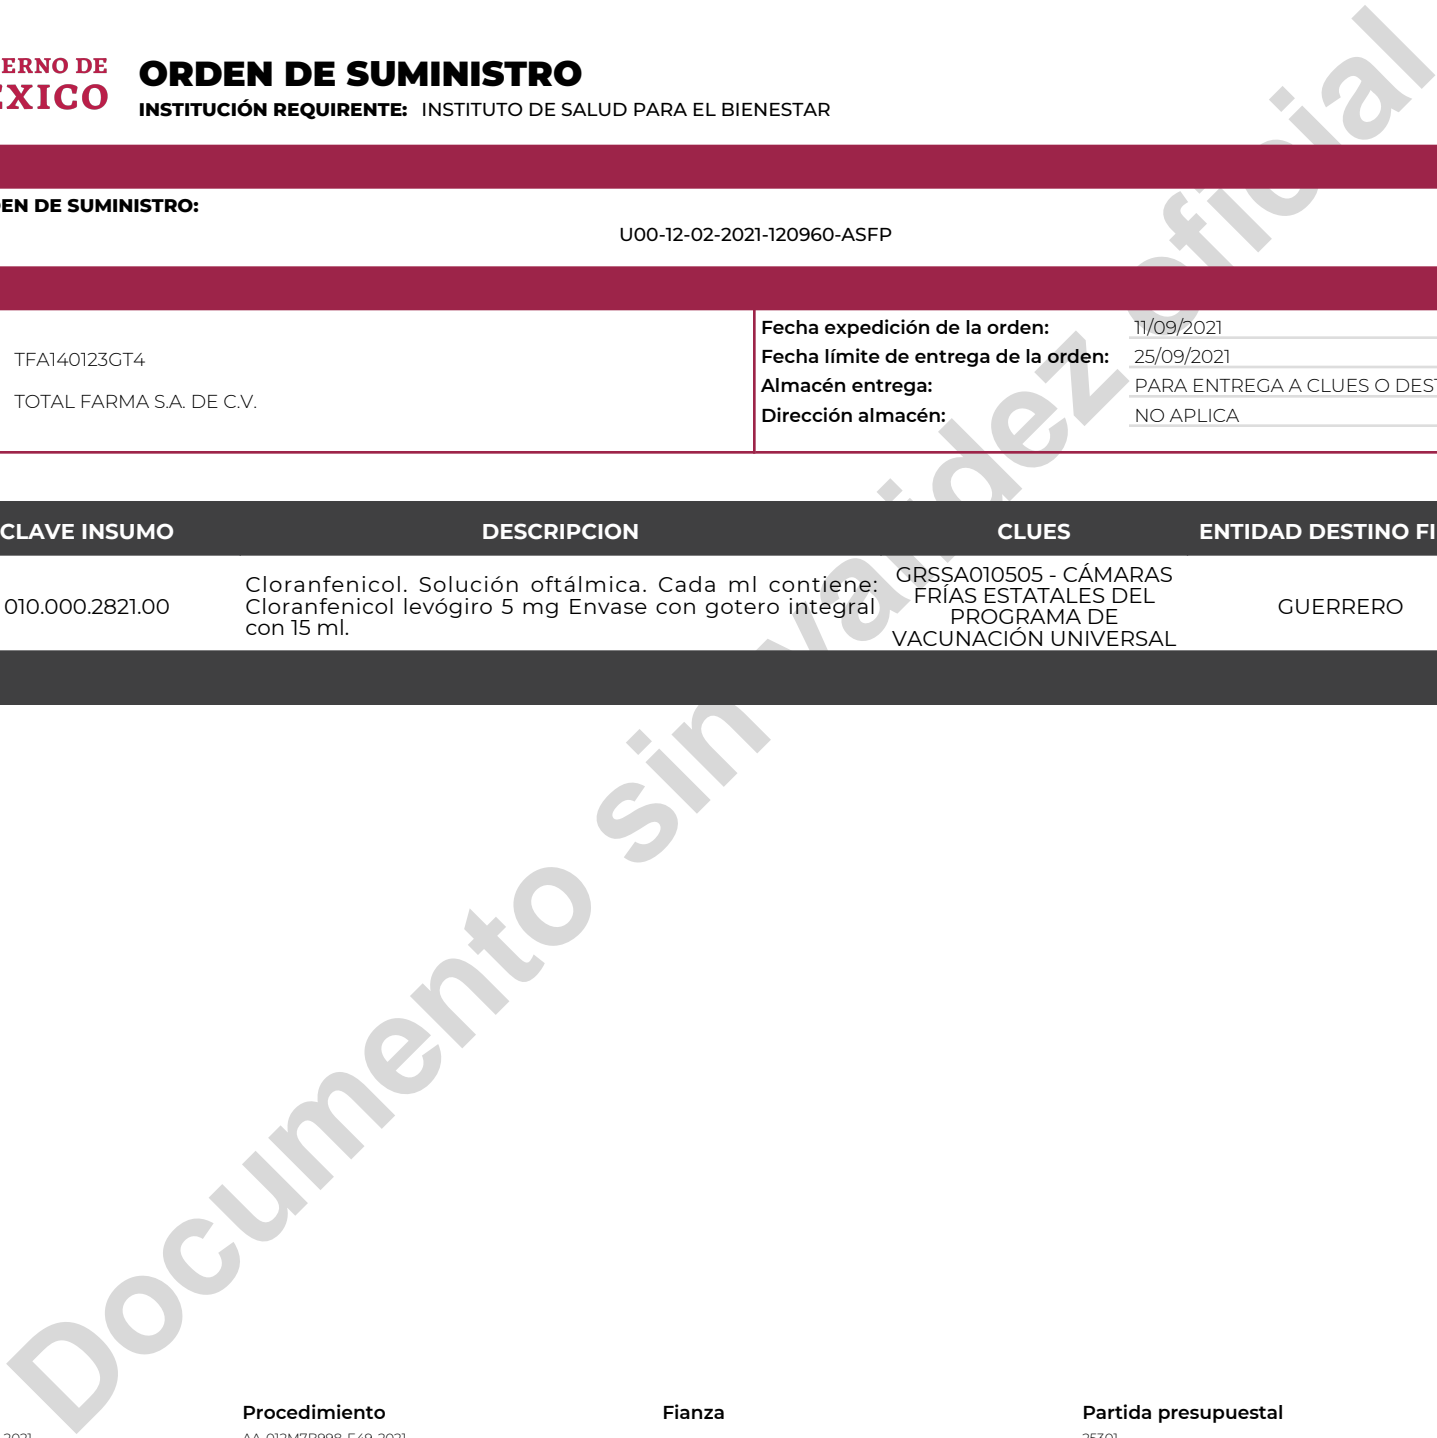 ERNO DE
EXICO
ORDEN DE SUMINISTRO
INSTITUCIÓN REQUIRENTE: INSTITUTO DE SALUD PARA EL BIENESTAR
EN DE SUMINISTRO:
U00-12-02-2021-120960-ASFP
TFA140123GT4
TOTAL FARMA S.A. DE C.V.
Fecha expedición de la orden: 11/09/2021
Fecha límite de entrega de la orden: 25/09/2021
Almacén entrega: PARA ENTREGA A CLUES O DEST
Dirección almacén: NO APLICA
CLAVE INSUMO DESCRIPCION CLUES ENTIDAD DESTINO FI
010.000.2821.00
Cloranfenicol. Solución oftálmica. Cada ml contiene:
Cloranfenicol levógiro 5 mg Envase con gotero integral
con 15 ml.
GRSSA010505 - CÁMARAS
FRÍAS ESTATALES DEL
PROGRAMA DE
VACUNACIÓN UNIVERSAL
GUERRERO
Documento sin validez oficial
Procedimiento Fianza Partida presupuestal